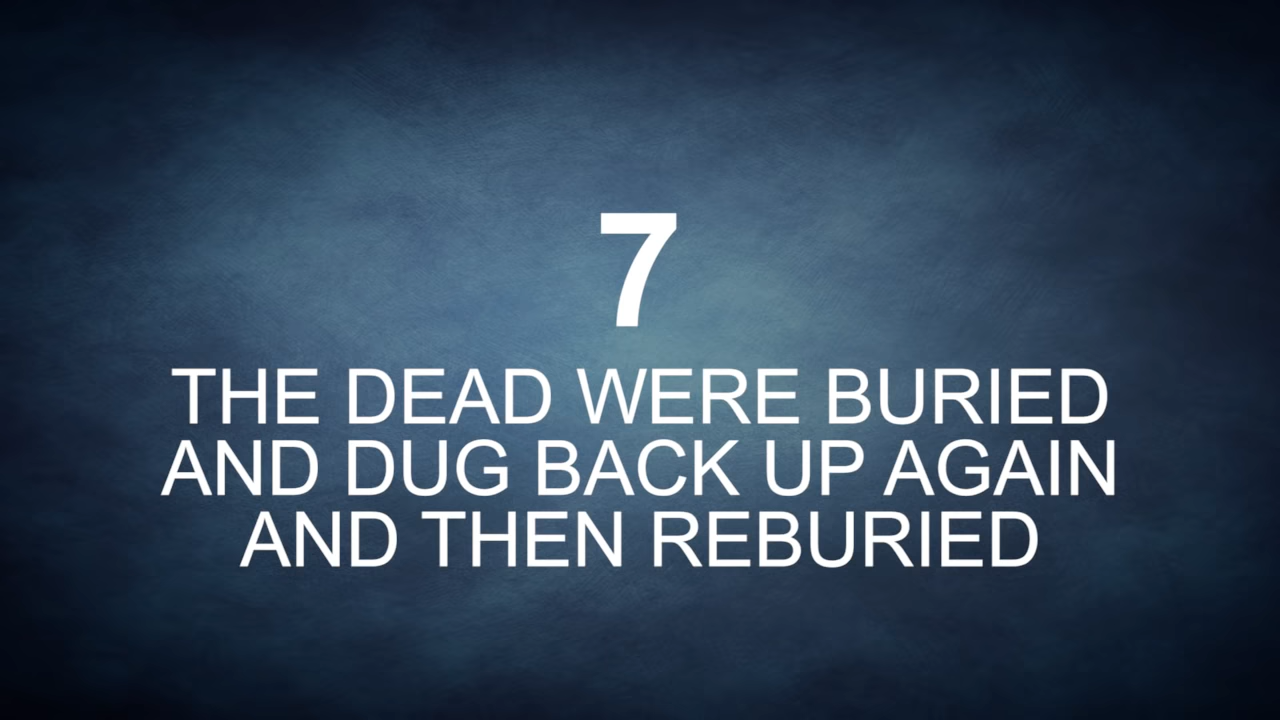 7
THE DEAD WERE BURIED
AND DUG BACK UP AGAIN
AND THEN REBURIED